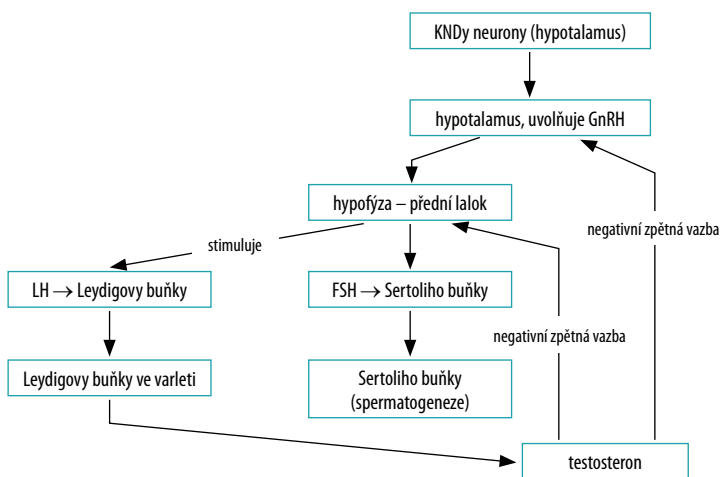 KNDy neurony (hypotalamus)
hypotalamus, uvolňuje GnRH
hypofýza – přední lalok
negativní zpětná vazba
stimuluje
LH → Leydigovy buňky
FSH → Sertoliho buňky
negativní zpětná vazba
Leydigovy buňky ve varleti
Sertoliho buňky
(spermatogeneze)
testosteron